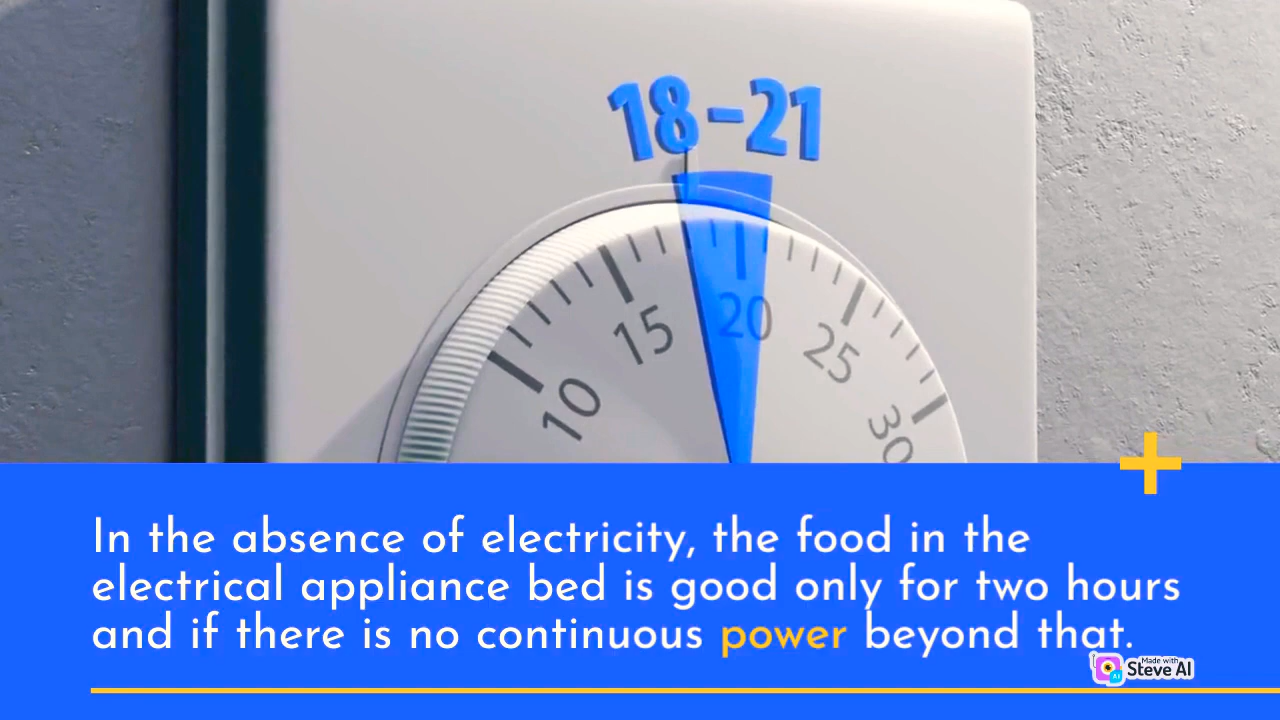 18-21
10 15 20 25 30
In the absence of electricity, the food in the
electrical appliance bed is good only for two hours
and if there is no continuous power beyond that.
Made with
Steve AI
AI